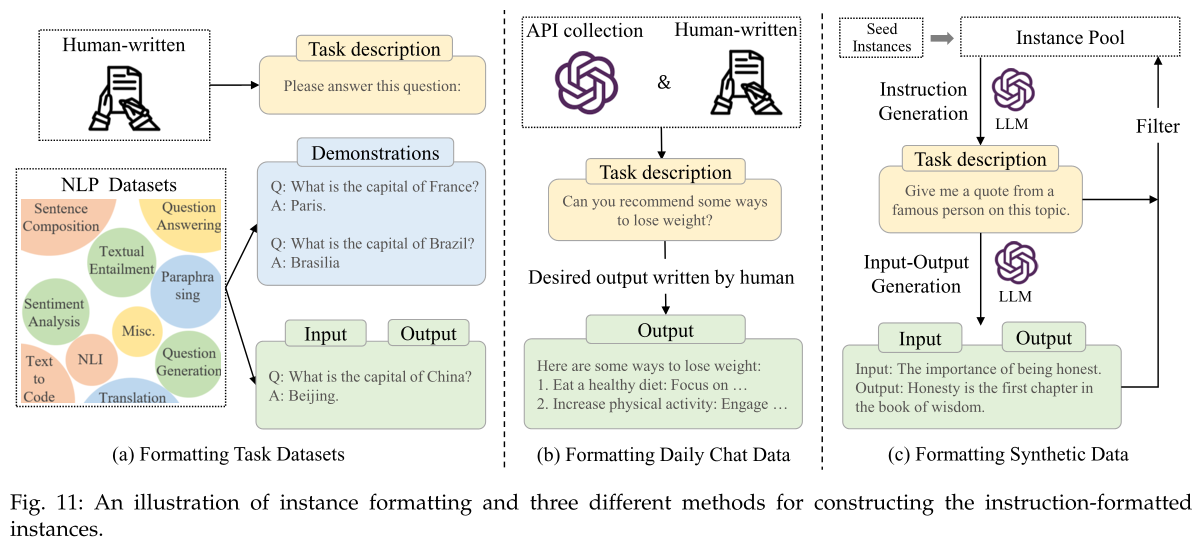 Human-written
Task description
Please answer this question:
NLP Datasets
Sentence
Composition
Question
Answering
Textual
Entailment
Paraphra
sing
Sentiment
Analysis
Misc.
Text
to
Code
NLI
Question
Generation
Translation
Demonstrations
Q: What is the capital of France?
A: Paris.
Q: What is the capital of Brazil?
A: Brasilia
Input
Output
Q: What is the capital of China?
A: Beijing.
(a) Formatting Task Datasets
API collection
&
Human-written
Task description
Can you recommend some ways
to lose weight?
Desired output written by human
Output
Here are some ways to lose weight:
1. Eat a healthy diet: Focus on …
2. Increase physical activity: Engage …
(b) Formatting Daily Chat Data
Seed
Instances
Instance Pool
Instruction
Generation
LLM
Filter
Task description
Give me a quote from a
famous person on this topic.
Input-Output
Generation
LLM
Input
Output
Input: The importance of being honest.
Output: Honesty is the first chapter in
the book of wisdom.
(c) Formatting Synthetic Data
Fig. 11: An illustration of instance formatting and three different methods for constructing the instruction-formatted
instances.